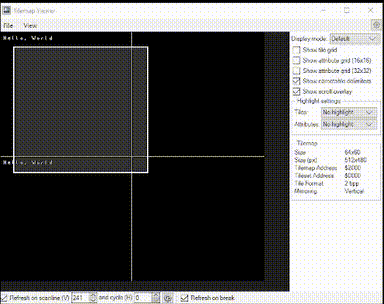 Tilemap Viewer
File View
Hello, World
Hello, World
Display mode: Default
Show tile grid
Show attribute grid (16x16)
Show attribute grid (32x32)
Show nametable delimiters
Show scroll overlay
Highlight settings
Tiles: No highlight
Attributes: No highlight
Tilemap
Size 64x60
Size (px) 512x480
Tilemap Address $2000
Tileset Address $0000
Tile Format 2 bpp
Mirroring Vertical
Refresh on scanline (V) 241 and cycle (H) 0 Refresh on break